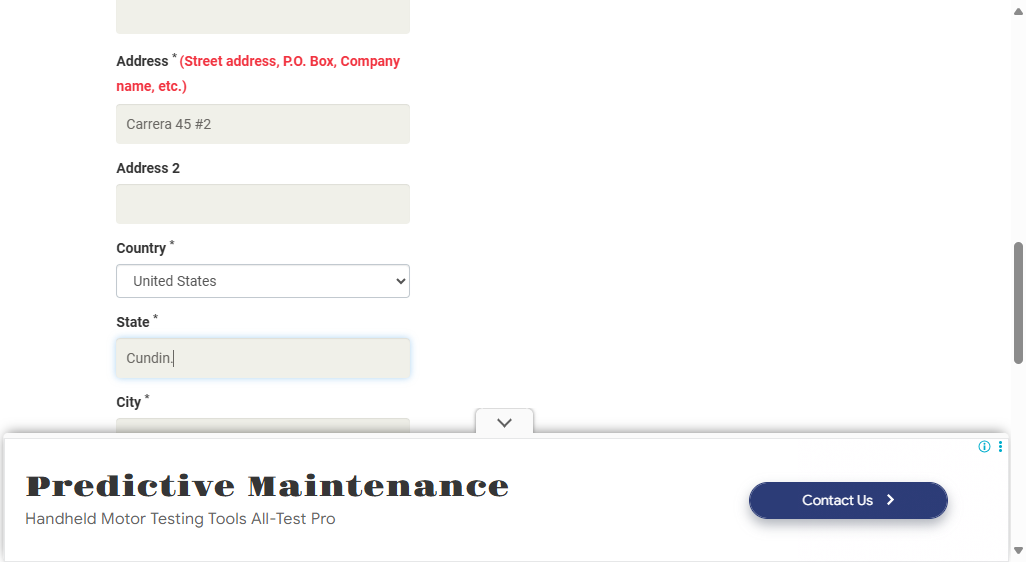 Address * (Street address, P.O. Box, Company
name, etc.)
Carrera 45 #2
Address 2
Country *
United States
State *
Cundin.
City *
Predictive Maintenance
Handheld Motor Testing Tools All-Test Pro
Contact Us